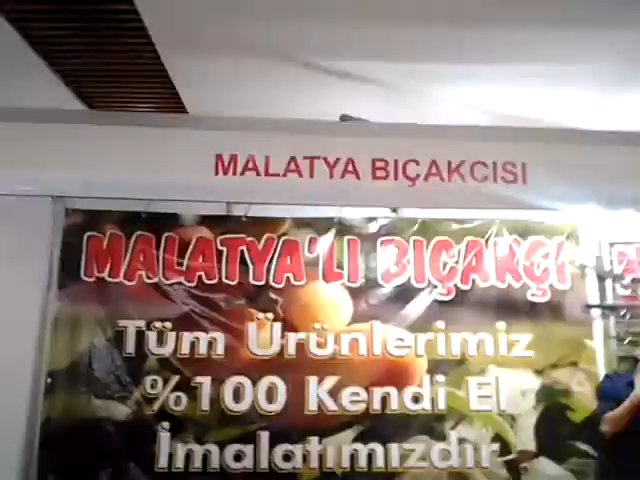 MALATYA BIÇAKCISI
MALATYA'LI BIÇAKÇI
Tüm Ürünlerimiz
%100 Kendi El
İmalatımızdır